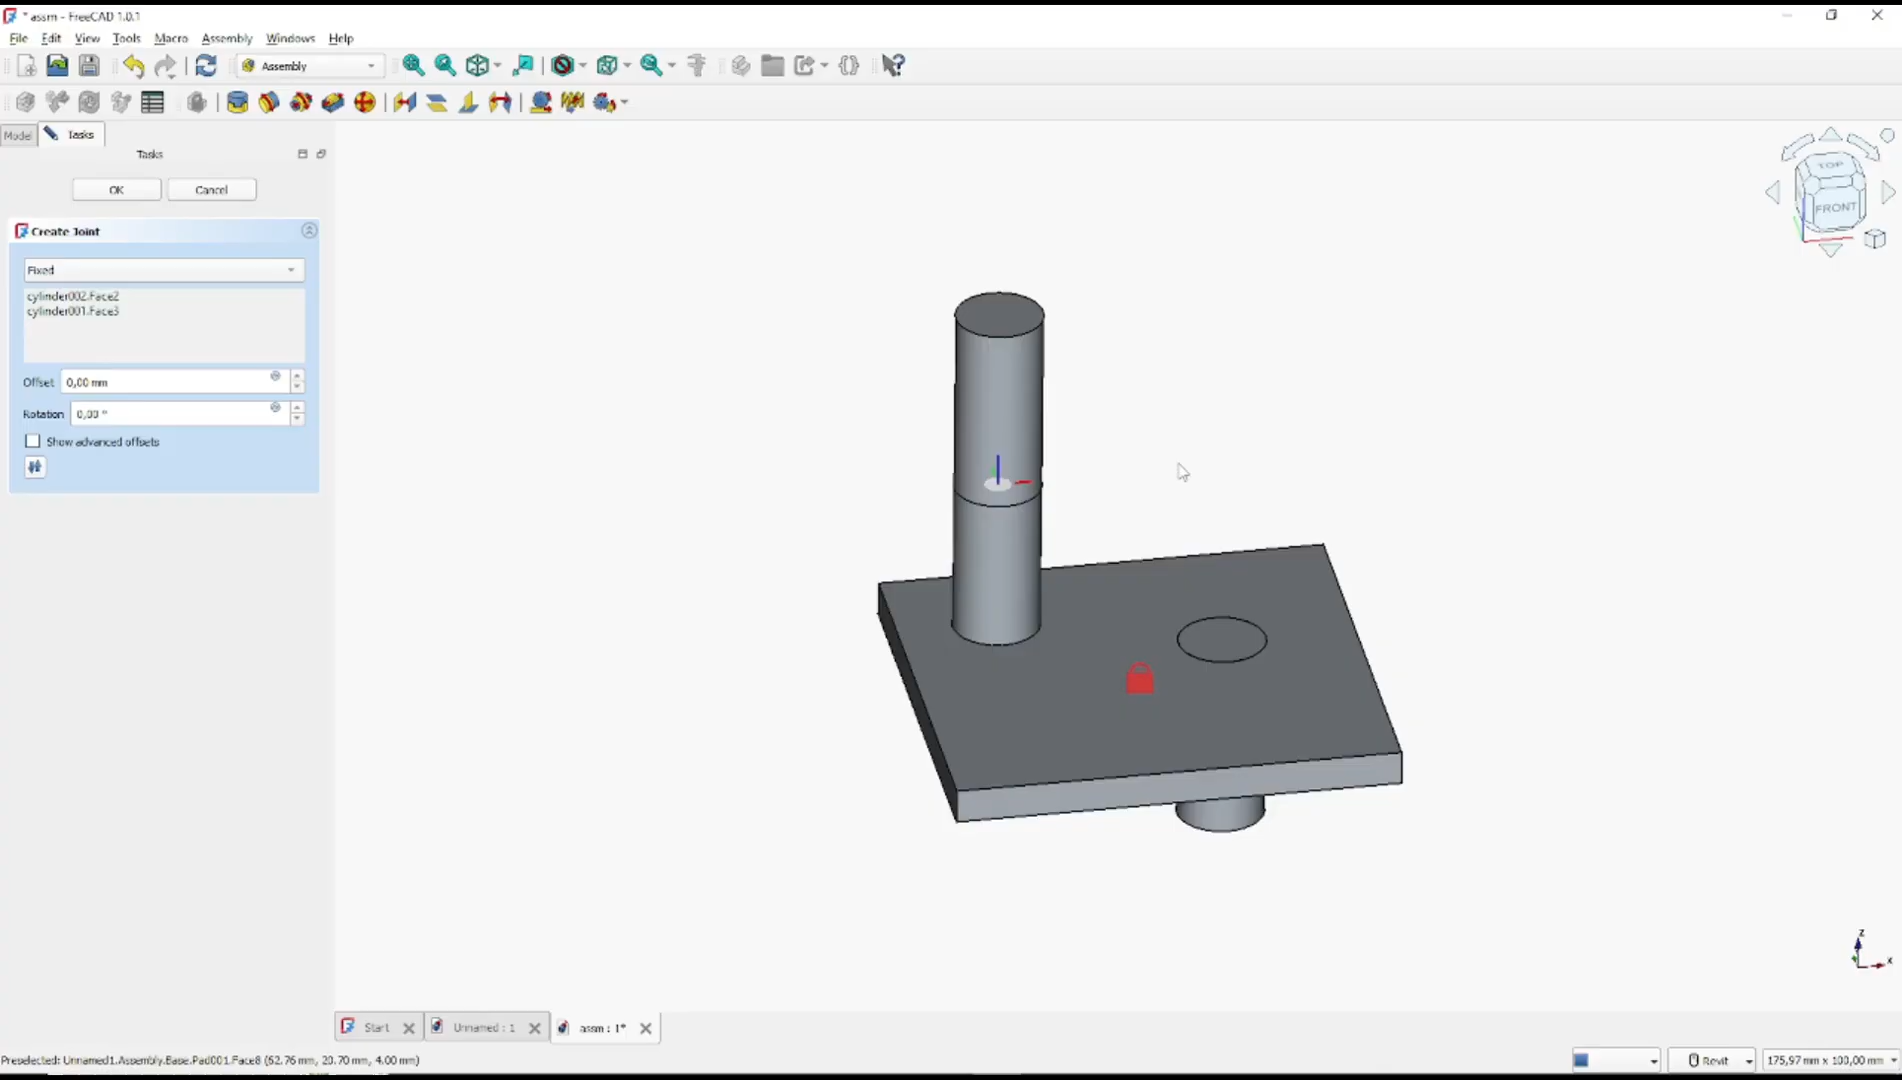 * assm - FreeCAD 1.0.1
File Edit View Tools Macro Assembly Windows Help
Assembly
Model Tasks
Tasks
OK Cancel
Create Joint
Fixed
cylinder002.Face2
cylinder001.Face3
Offset 0,00 mm
Rotation 0,00 °
Show advanced offsets
TOP
FRONT
z
x
Start Unnamed : 1 assm : 1*
Preselected: Unnamed1.Assembly.Base.Pad001.Face8 (62.76 mm, 20.70 mm, 4.00 mm)
Revit 175,97 mm x 100,00 mm